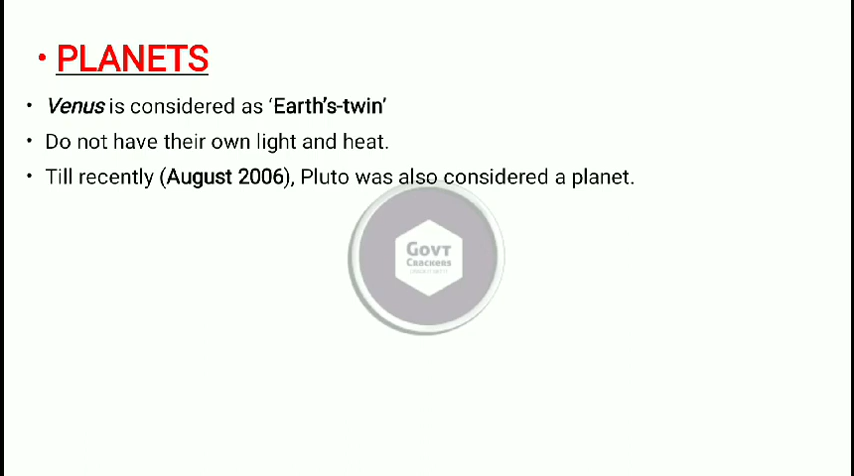 • PLANETS
• Venus is considered as ‘Earth’s-twin’
• Do not have their own light and heat.
• Till recently (August 2006), Pluto was also considered a planet.
GOVT
CRACKERS